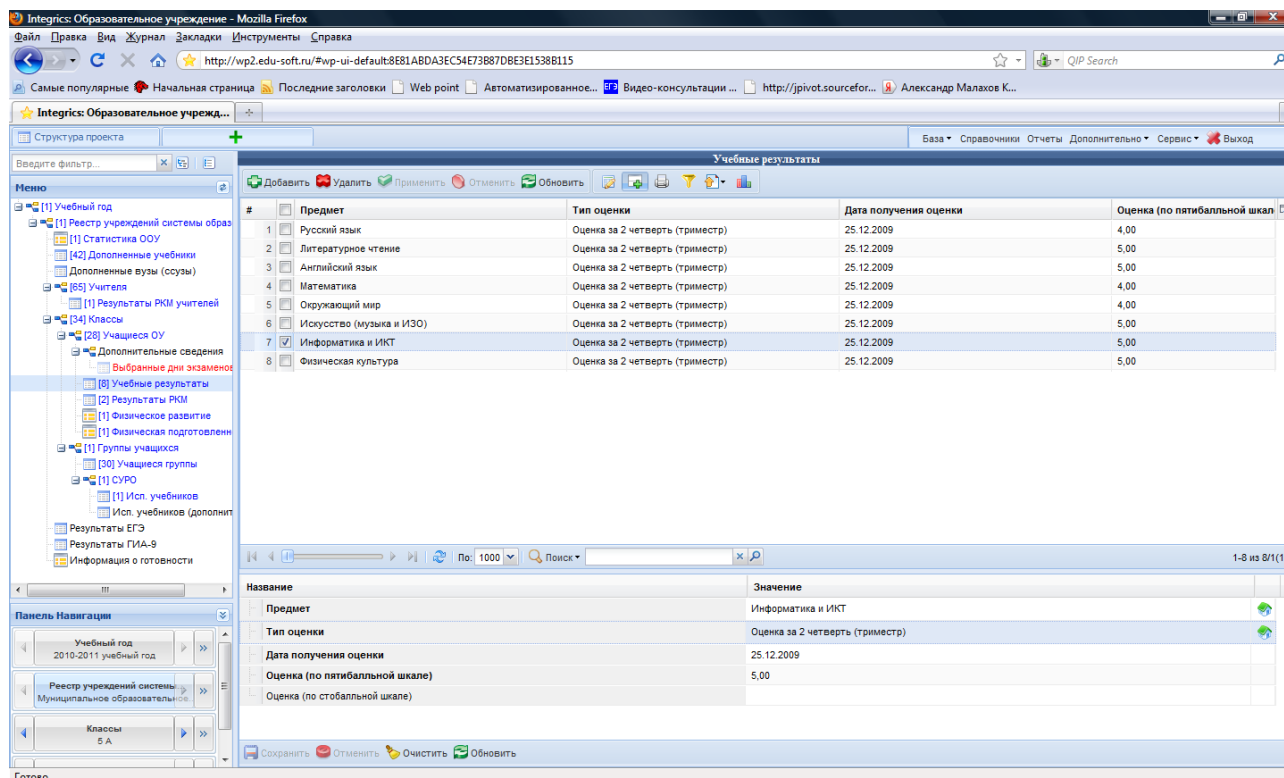 Integrics: Образовательное учреждение - Mozilla Firefox
Файл Правка Вид Журнал Закладки Инструменты Справка
http://wp2.edu-soft.ru/#wp-ui-default:8E81ABDA3EC54E73B87DBE3E1538B115 QIP Search
Самые популярные Начальная страница Последние заголовки Web point Автоматизированное... Видео-консультации ... http://jpivot.sourcefor... Александр Малахов К...
Integrics: Образовательное учрежд...
Структура проекта База Справочники Отчеты Дополнительно Сервис Выход
Введите фильтр...
Учебные результаты
Меню
Добавить Удалить Применить Отменить Обновить
[1] Учебный год
[1] Реестр учреждений системы образ
[1] Статистика ООУ
[42] Дополненные учебники
Дополненные вузы (ссузы)
[65] Учителя
[1] Результаты РКМ учителей
[34] Классы
[28] Учащиеся ОУ
Дополнительные сведения
Выбранные дни экзаменов
[8] Учебные результаты
[2] Результаты РКМ
[1] Физическое развитие
[1] Физическая подготовленн
[1] Группы учащихся
[30] Учащиеся группы
[1] СУРО
[1] Исп. учебников
Исп. учебников (дополнит
Результаты ЕГЭ
Результаты ГИА-9
Информация о готовности
# Предмет Тип оценки Дата получения оценки Оценка (по пятибалльной шкал
1 Русский язык Оценка за 2 четверть (триместр) 25.12.2009 4,00
2 Литературное чтение Оценка за 2 четверть (триместр) 25.12.2009 5,00
3 Английский язык Оценка за 2 четверть (триместр) 25.12.2009 5,00
4 Математика Оценка за 2 четверть (триместр) 25.12.2009 4,00
5 Окружающий мир Оценка за 2 четверть (триместр) 25.12.2009 4,00
6 Искусство (музыка и ИЗО) Оценка за 2 четверть (триместр) 25.12.2009 5,00
7 Информатика и ИКТ Оценка за 2 четверть (триместр) 25.12.2009 5,00
8 Физическая культура Оценка за 2 четверть (триместр) 25.12.2009 5,00
По: 1000 Поиск 1-8 из 8/1(1
Название Значение
Предмет Информатика и ИКТ
Тип оценки Оценка за 2 четверть (триместр)
Дата получения оценки 25.12.2009
Оценка (по пятибалльной шкале) 5,00
Оценка (по стобалльной шкале)
Панель Навигации
Учебный год
2010-2011 учебный год
Реестр учреждений системы...
Муниципальное образовательное...
Классы
5 А
Сохранить Отменить Очистить Обновить
Готово